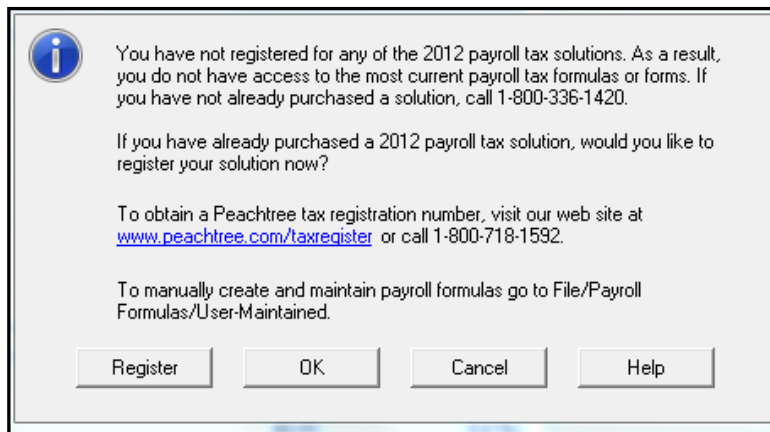 You have not registered for any of the 2012 payroll tax solutions. As a result,
you do not have access to the most current payroll tax formulas or forms. If
you have not already purchased a solution, call 1-800-336-1420.
If you have already purchased a 2012 payroll tax solution, would you like to
register your solution now?
To obtain a Peachtree tax registration number, visit our web site at
www.peachtree.com/taxregister or call 1-800-718-1592.
To manually create and maintain payroll formulas go to File/Payroll
Formulas/User-Maintained.
Register OK Cancel Help